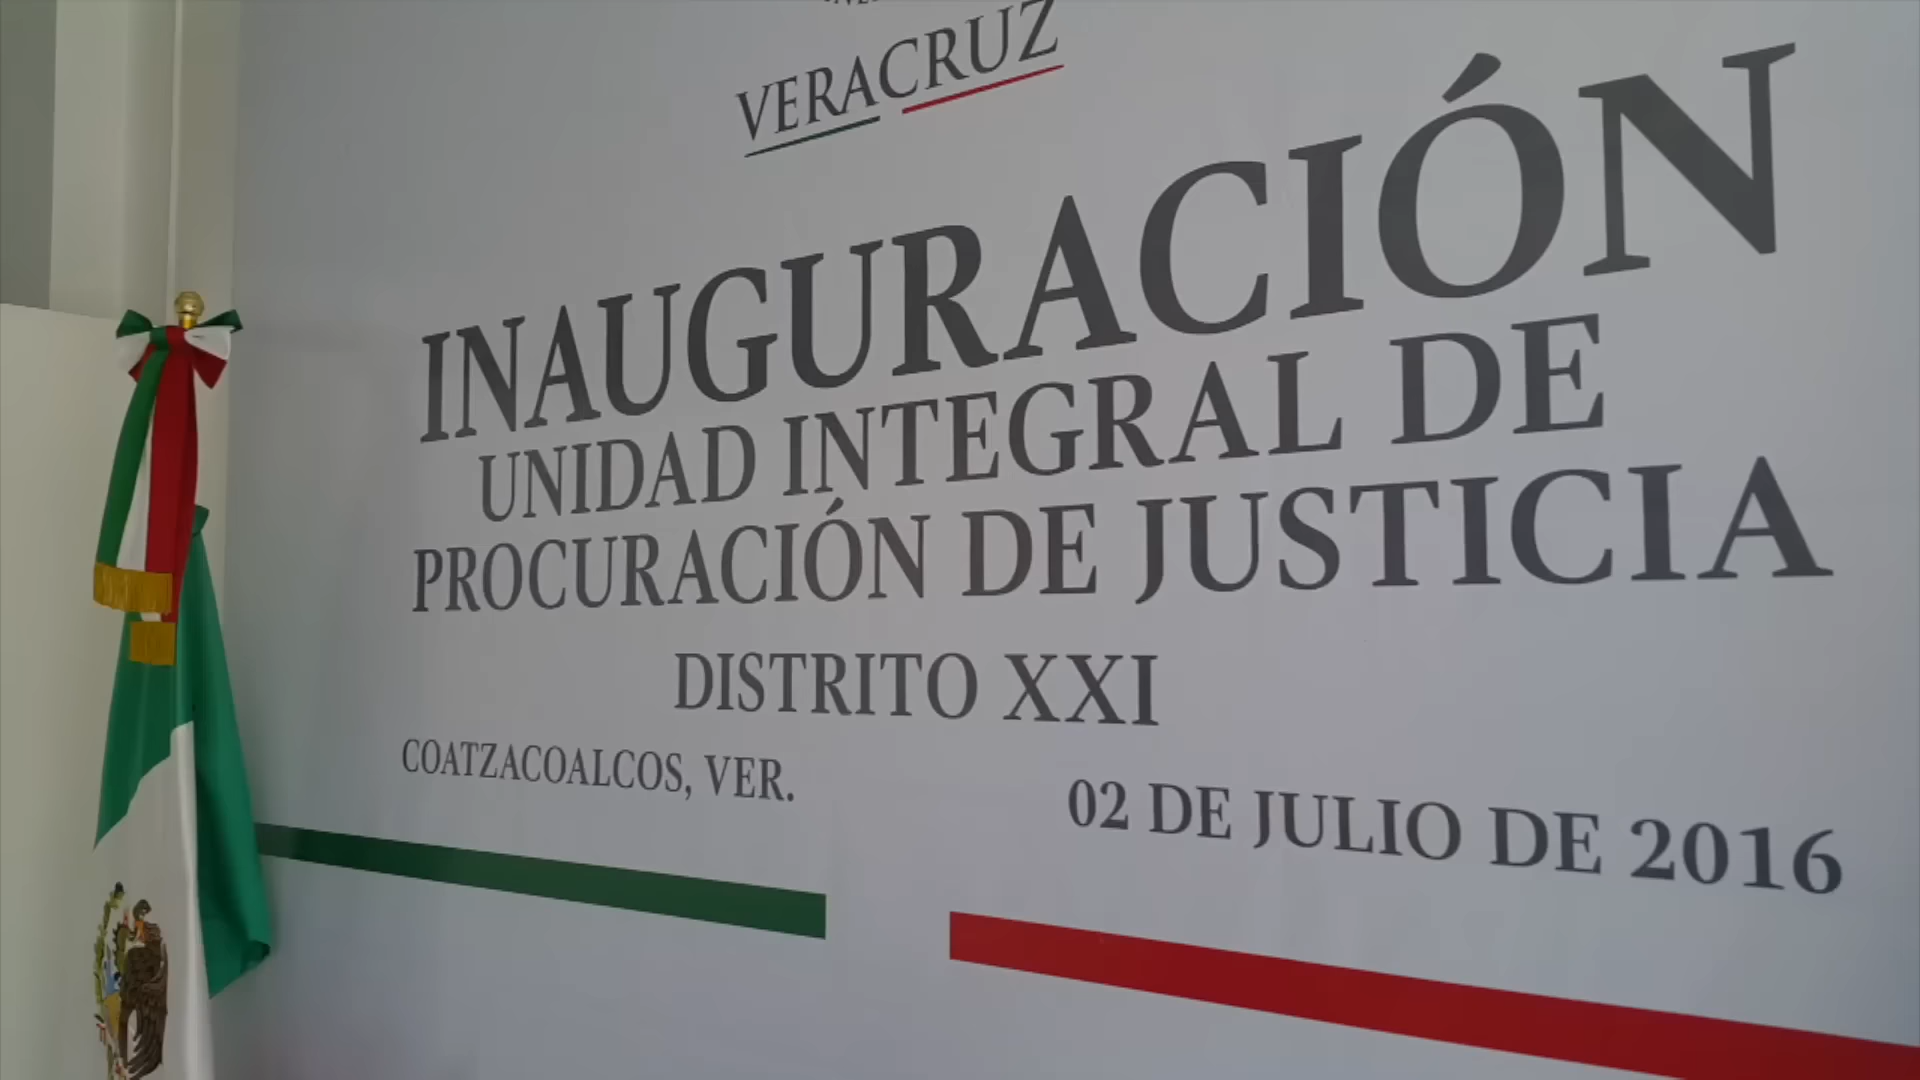 VERACRUZ
INAUGURACIÓN
UNIDAD INTEGRAL DE
PROCURACIÓN DE JUSTICIA
DISTRITO XXI
COATZACOALCOS, VER.
02 DE JULIO DE 2016